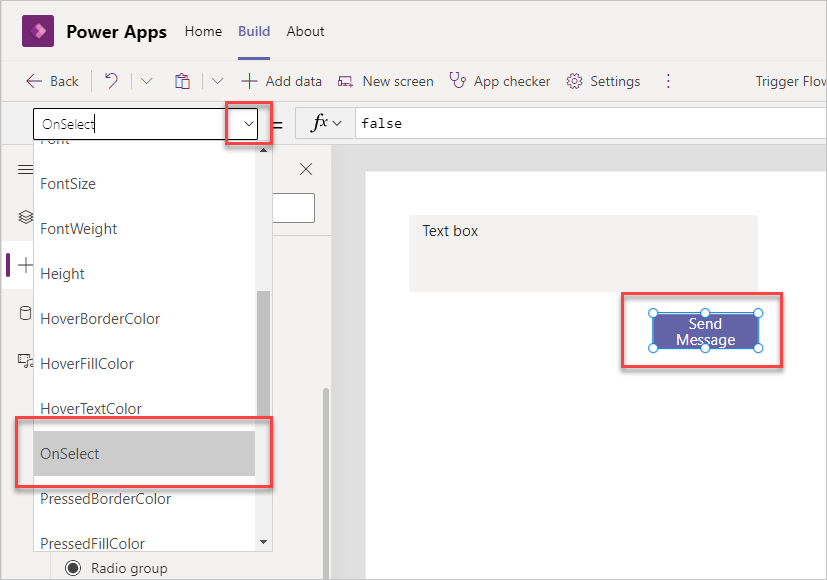 Power Apps Home Build About
Back Add data New screen App checker Settings Trigger Flow
OnSelect = fx false
Font
FontSize
FontWeight
Height
HoverBorderColor
HoverFillColor
HoverTextColor
OnSelect
PressedBorderColor
PressedFillColor
Radio group
Text box
Send
Message